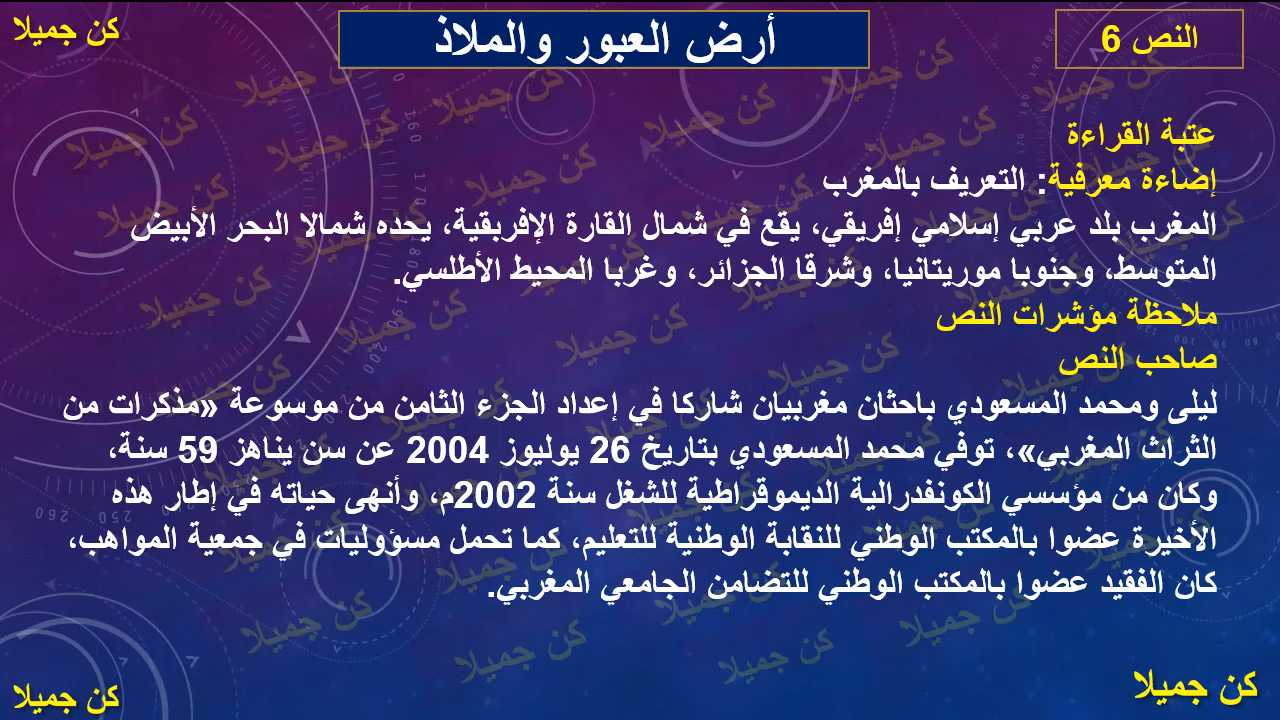 كن جميلا
أرض العبور والملاذ
النص 6
عتبة القراءة
إضاءة معرفية: التعريف بالمغرب
المغرب بلد عربي إسلامي إفريقي، يقع في شمال القارة الإفريقية، يحده شمالا البحر الأبيض
المتوسط، وجنوبا موريتانيا، وشرقا الجزائر، وغربا المحيط الأطلسي.
ملاحظة مؤشرات النص
صاحب النص
ليلى ومحمد المسعودي باحثان مغربيان شاركا في إعداد الجزء الثامن من موسوعة «مذكرات من
التراث المغربي»، توفي محمد المسعودي بتاريخ 26 يوليوز 2004 عن سن يناهز 59 سنة،
وكان من مؤسسي الكونفدرالية الديموقراطية للشغل سنة 2002م، وأنهى حياته في إطار هذه
الأخيرة عضوا بالمكتب الوطني للنقابة الوطنية للتعليم، كما تحمل مسؤوليات في جمعية المواهب،
كان الفقيد عضوا بالمكتب الوطني للتضامن الجامعي المغربي.
كن جميلا
كن جميلا